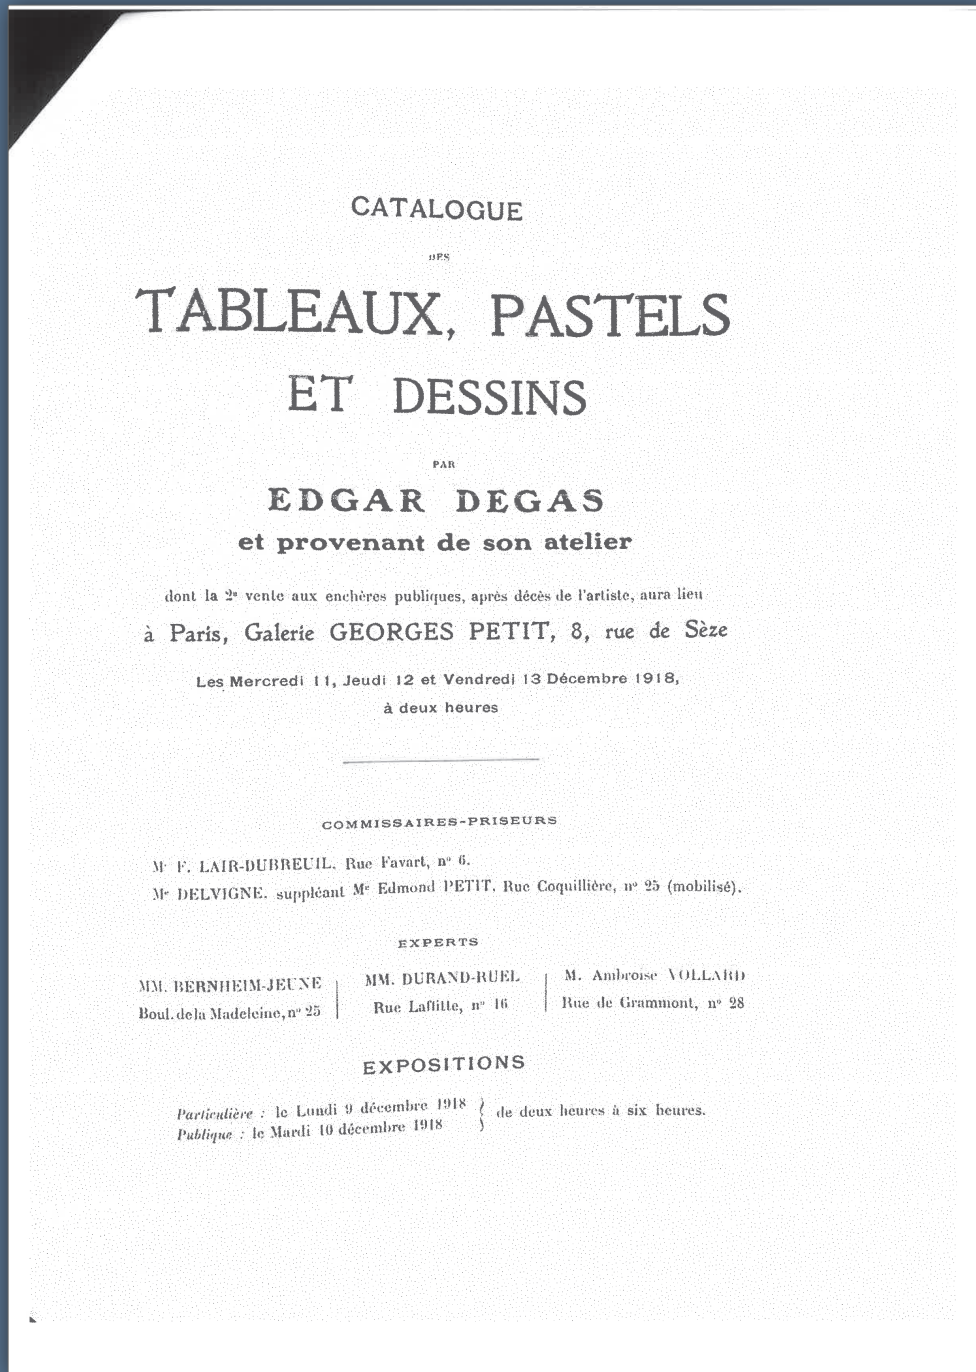 CATALOGUE
DES
TABLEAUX, PASTELS
ET DESSINS
PAR
EDGAR DEGAS
et provenant de son atelier
dont la 2e vente aux enchères publiques, après décès de l'artiste, aura lieu
à Paris, Galerie GEORGES PETIT, 8, rue de Sèze
Les Mercredi 11, Jeudi 12 et Vendredi 13 Décembre 1918,
à deux heures
COMMISSAIRES-PRISEURS
Me F. LAIR-DUBREUIL, Rue Favart, no 6.
Me DELVIGNE, suppléant Me Edmond PETIT, Rue Coquillière, no 25 (mobilisé).
EXPERTS
MM. BERNHEIM-JEUNE
Boul. de la Madeleine, no 25
MM. DURAND-RUEL
Rue Laffitte, no 16
M. Ambroise VOLLARD
Rue de Grammont, no 28
EXPOSITIONS
Particulière : le Lundi 9 décembre 1918
Publique : le Mardi 10 décembre 1918
de deux heures à six heures.